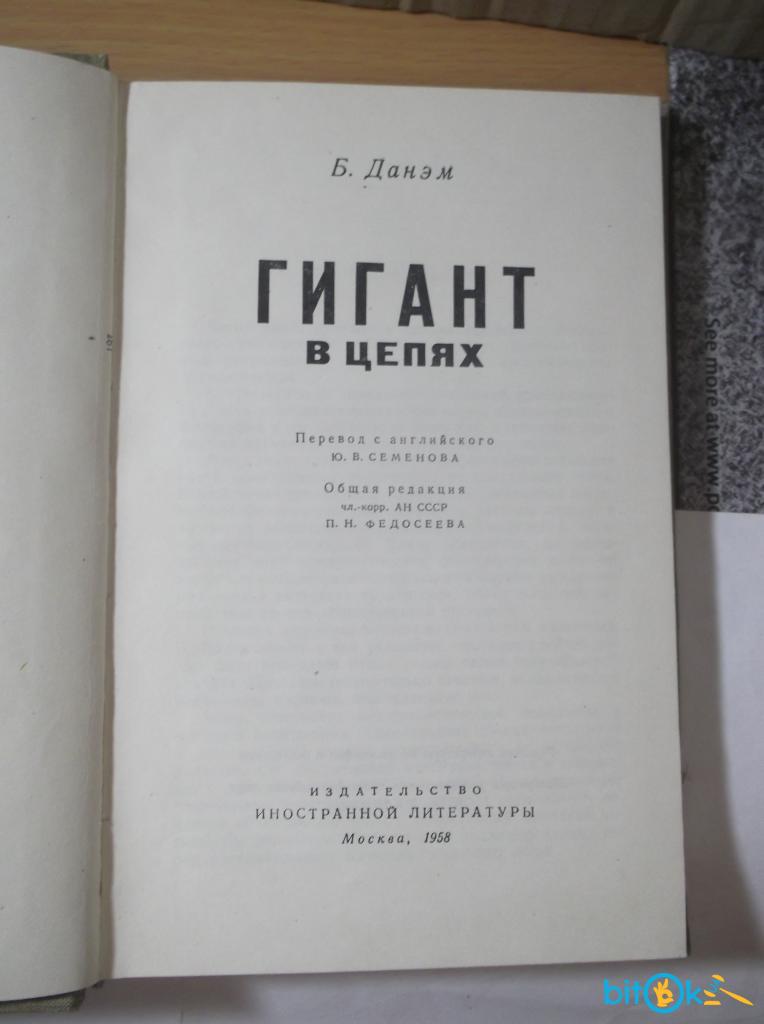 Б. Данэм
ГИГАНТ
В ЦЕПЯХ
Перевод с английского
Ю. В. СЕМЕНОВА
Общая редакция
чл.-корр. АН СССР
П. Н. ФЕДОСЕЕВА
ИЗДАТЕЛЬСТВО
ИНОСТРАННОЙ ЛИТЕРАТУРЫ
Москва, 1958
See more at www.p
bitok